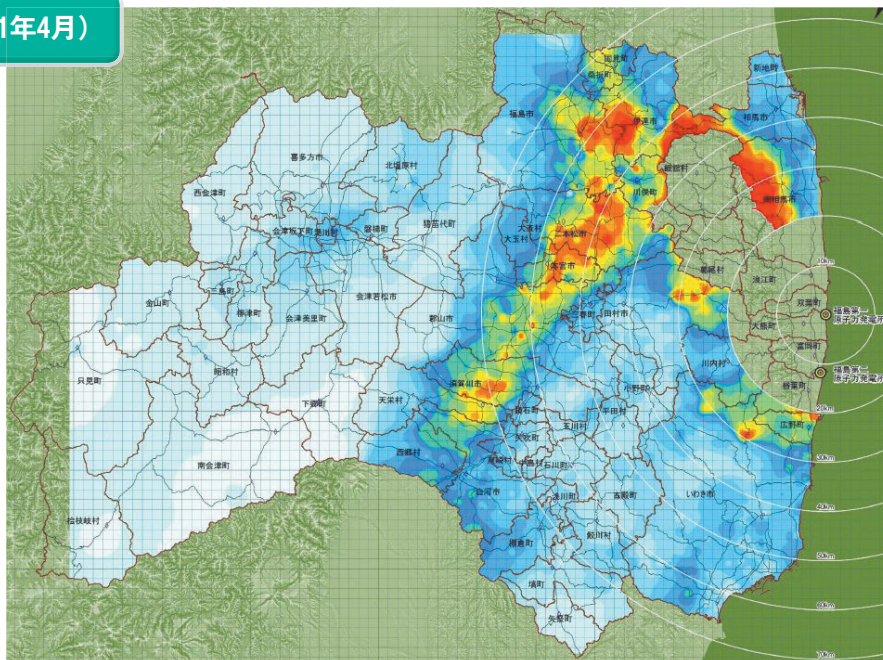 1年4月）
桑折町
新地町
福島市
伊達市
相馬市
喜多方市
北塩原村
飯舘村
西会津町
川俣町
南相馬市
会津坂下町
湯川村
磐梯町
猪苗代町
大玉村
大玉村
二本松市
本宮市
葛尾村
浪江町
10km
三島町
金山町
柳津町
会津美里町
会津若松市
郡山市
三春町
田村市
双葉町
福島第一
原子力発電所
大熊町
富岡町
川内村
福島第二
原子力発電所
只見町
昭和村
須賀川市
小野町
楢葉町
下郷町
天栄村
鏡石町
平田村
20km
広野町
矢吹町
玉川村
西郷村
泉崎村
中島村
石川町
30km
南会津町
白河市
浅川町
古殿町
いわき市
40km
檜枝岐村
棚倉町
鮫川村
50km
塙町
60km
矢祭町
70km